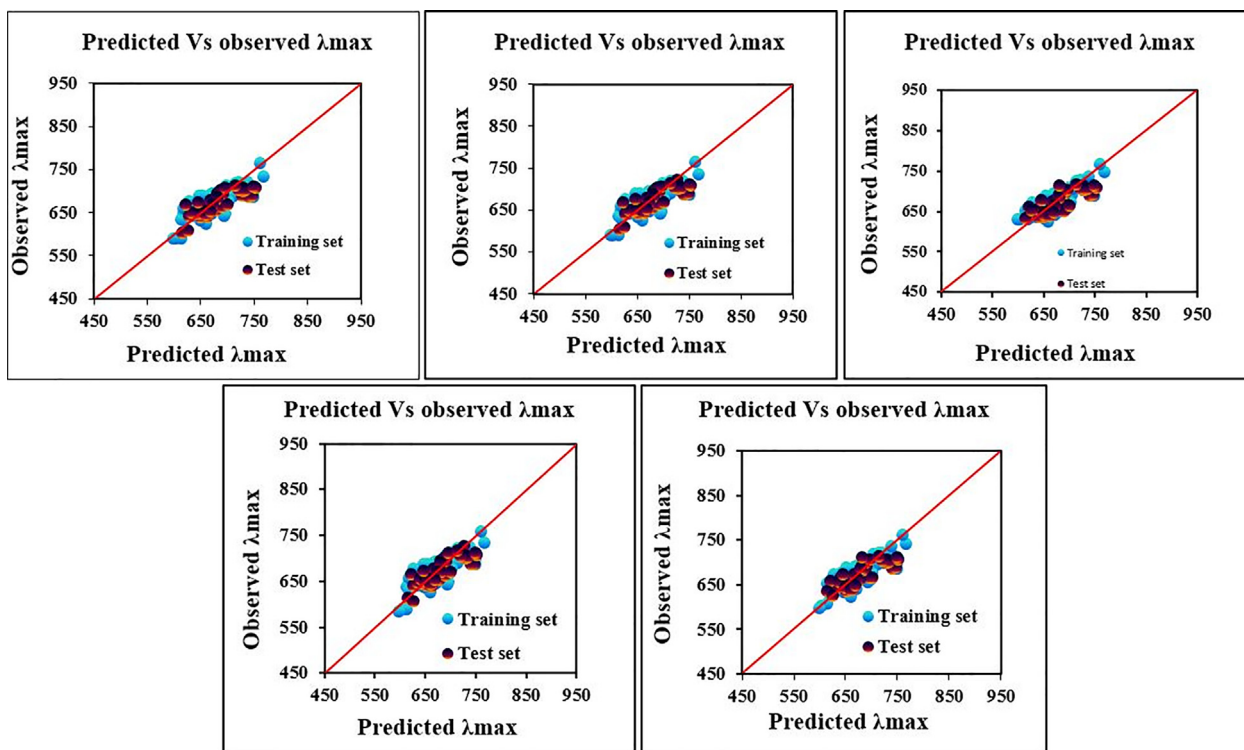 Predicted Vs observed λmax
950
850
750
650
550
450
Observed λmax
Training set
Test set
450 550 650 750 850 950
Predicted λmax
Predicted Vs observed λmax
950
850
750
650
550
450
Observed λmax
Training set
Test set
450 550 650 750 850 950
Predicted λmax
Predicted Vs observed λmax
950
850
750
650
550
450
Observed λmax
Training set
Test set
450 550 650 750 850 950
Predicted λmax
Predicted Vs observed λmax
950
850
750
650
550
450
Observed λmax
Training set
Test set
450 550 650 750 850 950
Predicted λmax
Predicted Vs observed λmax
950
850
750
650
550
450
Observed λmax
Training set
Test set
450 550 650 750 850 950
Predicted λmax